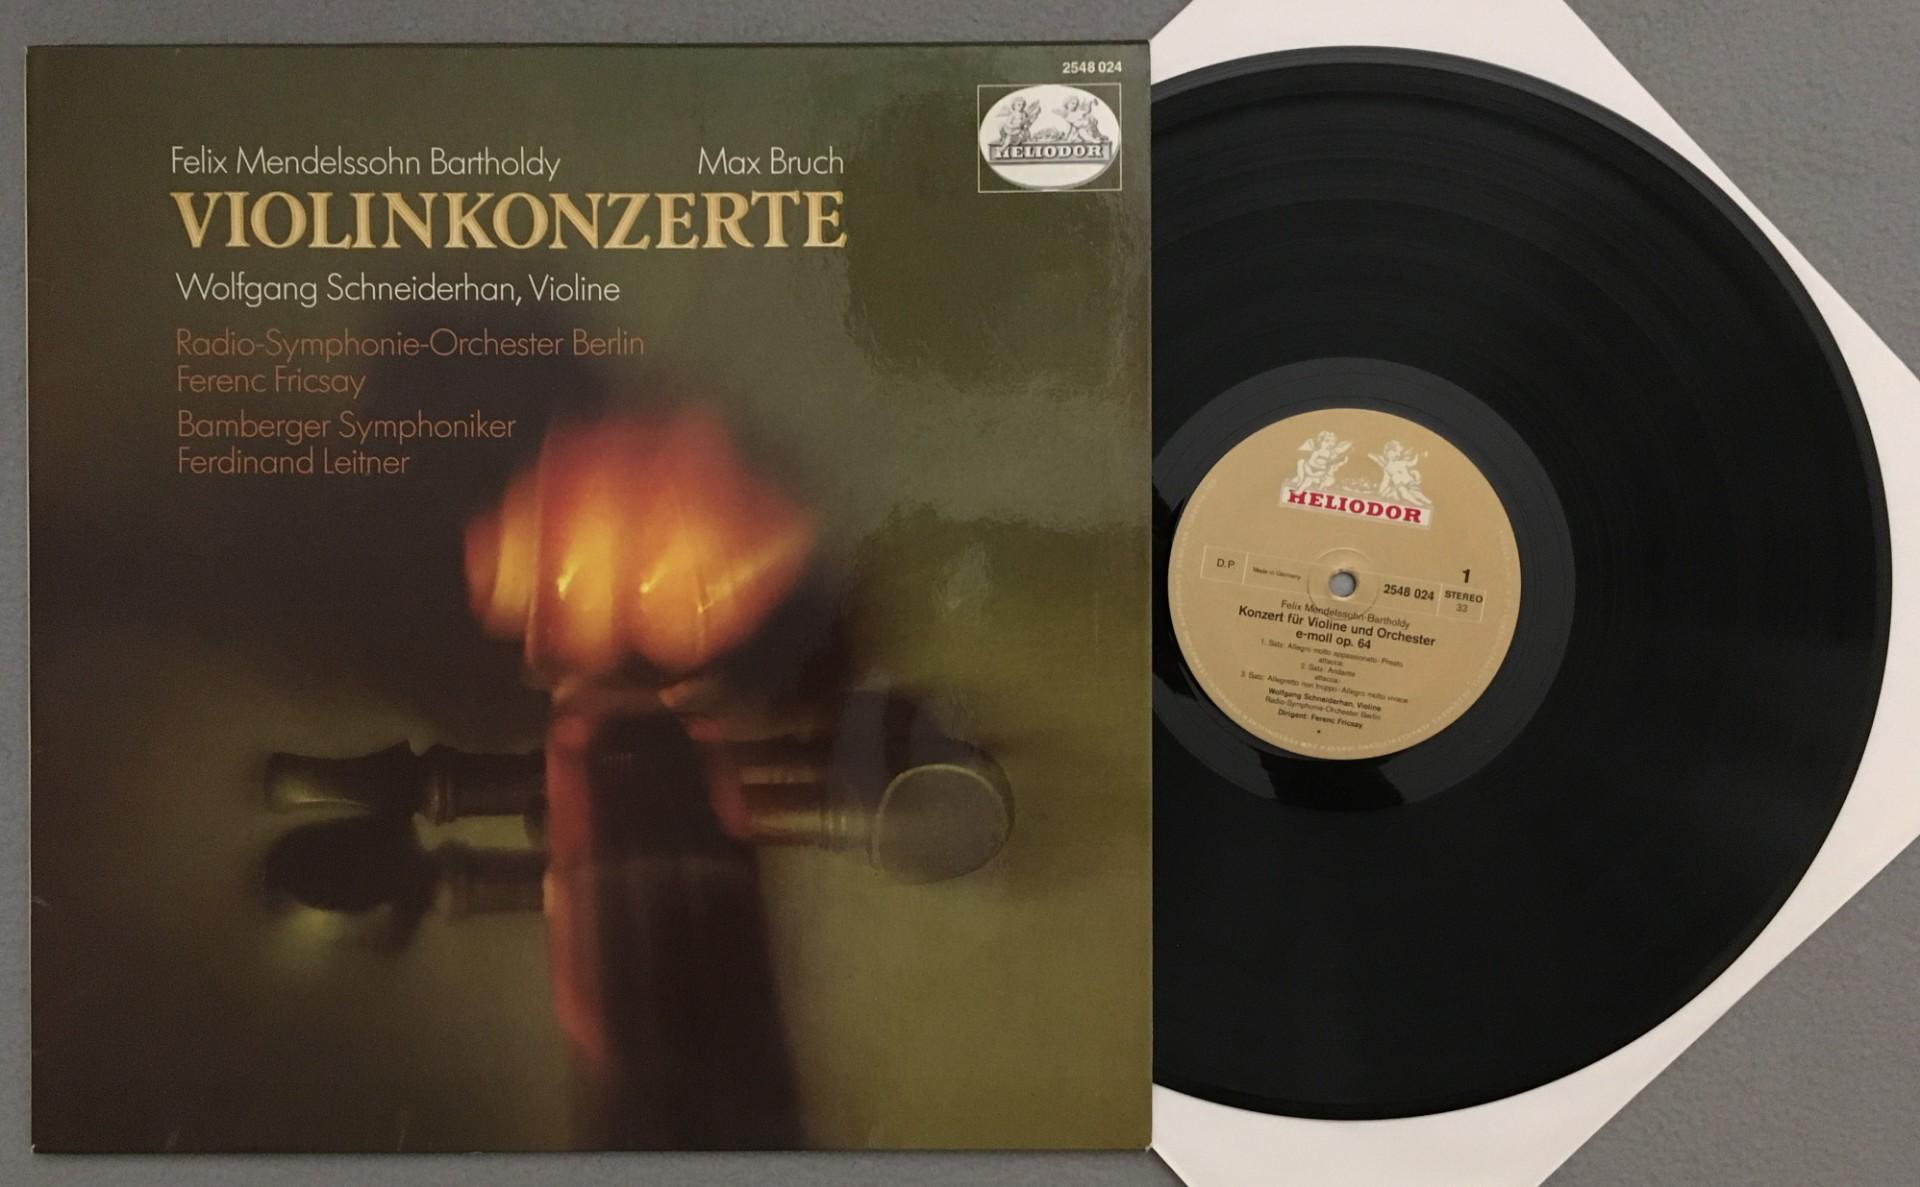 2548 024
HELIODOR
Felix Mendelssohn Bartholdy Max Bruch
VIOLINKONZERTE
Wolfgang Schneiderhan, Violine
Radio-Symphonie-Orchester Berlin
Ferenc Fricsay
Bamberger Symphoniker
Ferdinand Leitner
HELIODOR
D.P.
Made in Germany
2548 024
1
STEREO
33
Felix Mendelssohn-Bartholdy
Konzert für Violine und Orchester
e-moll op. 64
1. Satz: Allegro molto appassionato-Presto
attacca:
2. Satz: Andante
attacca:
3. Satz: Allegretto non troppo-Allegro molto vivace
Wolfgang Schneiderhan, Violine
Radio-Symphonie-Orchester Berlin
Dirigent: Ferenc Fricsay